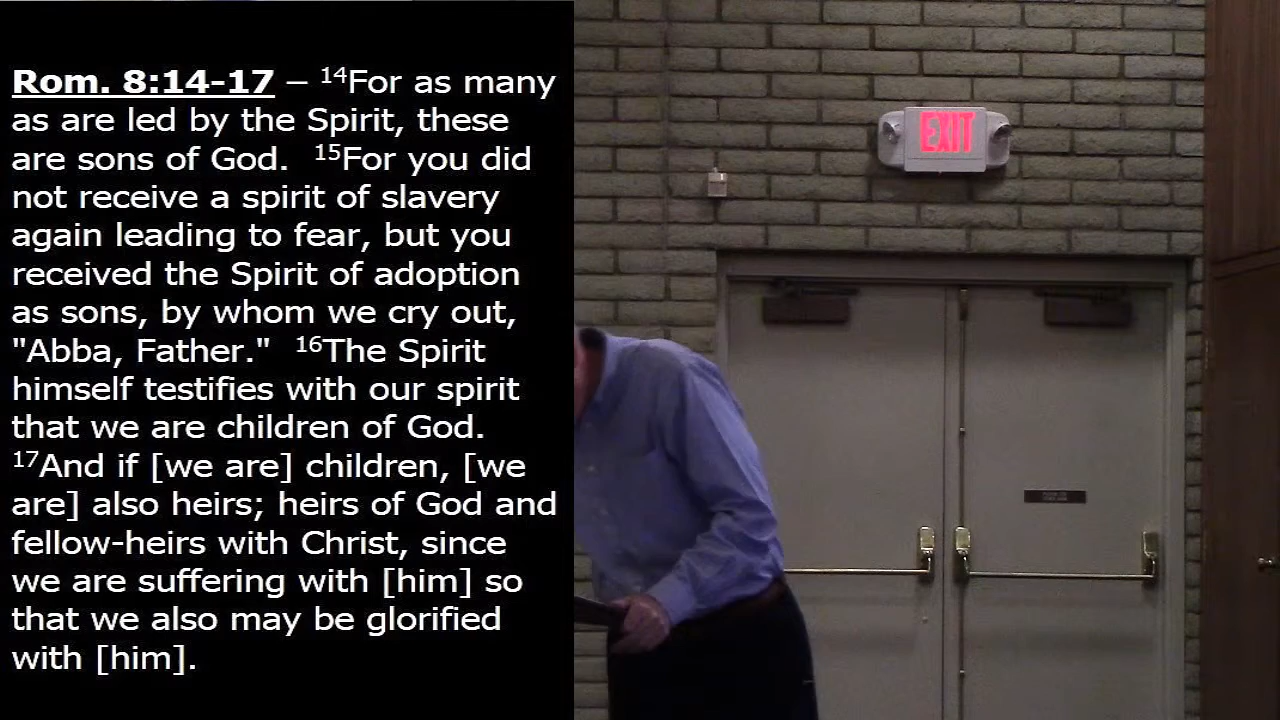 Rom. 8:14-17 – 14For as many
as are led by the Spirit, these
are sons of God. 15For you did
not receive a spirit of slavery
again leading to fear, but you
received the Spirit of adoption
as sons, by whom we cry out,
"Abba, Father." 16The Spirit
himself testifies with our spirit
that we are children of God.
17And if [we are] children, [we
are] also heirs; heirs of God and
fellow-heirs with Christ, since
we are suffering with [him] so
that we also may be glorified
with [him].
EXIT